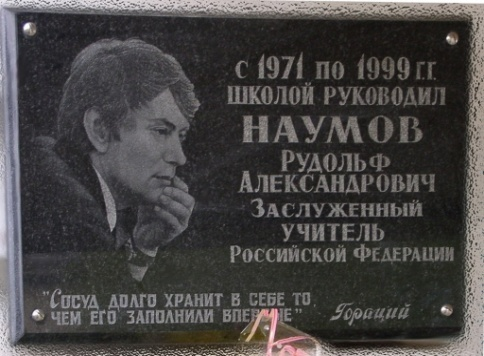 с 1971 по 1999 г.г.
школой руководил
Наумов
Рудольф
Александрович
Заслуженный
учитель
Российской Федерации
"Сосуд долго хранит в себе то,
чем его заполнили впервые" Гораций